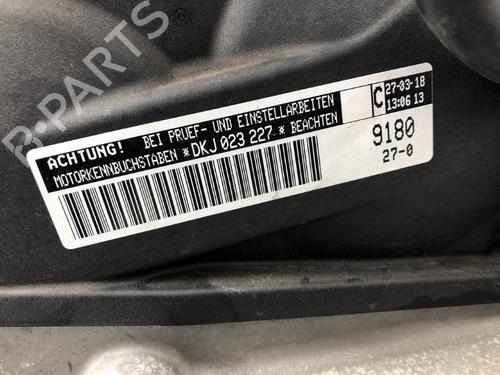 B-PARTS
ACHTUNG! BEI PRUEF- UND EINSTELLARBEITEN
MOTORKENNBUCHSTABEN *DKJ 023 227* BEACHTEN
C 27-03-18
13:06 13
9180
27-0